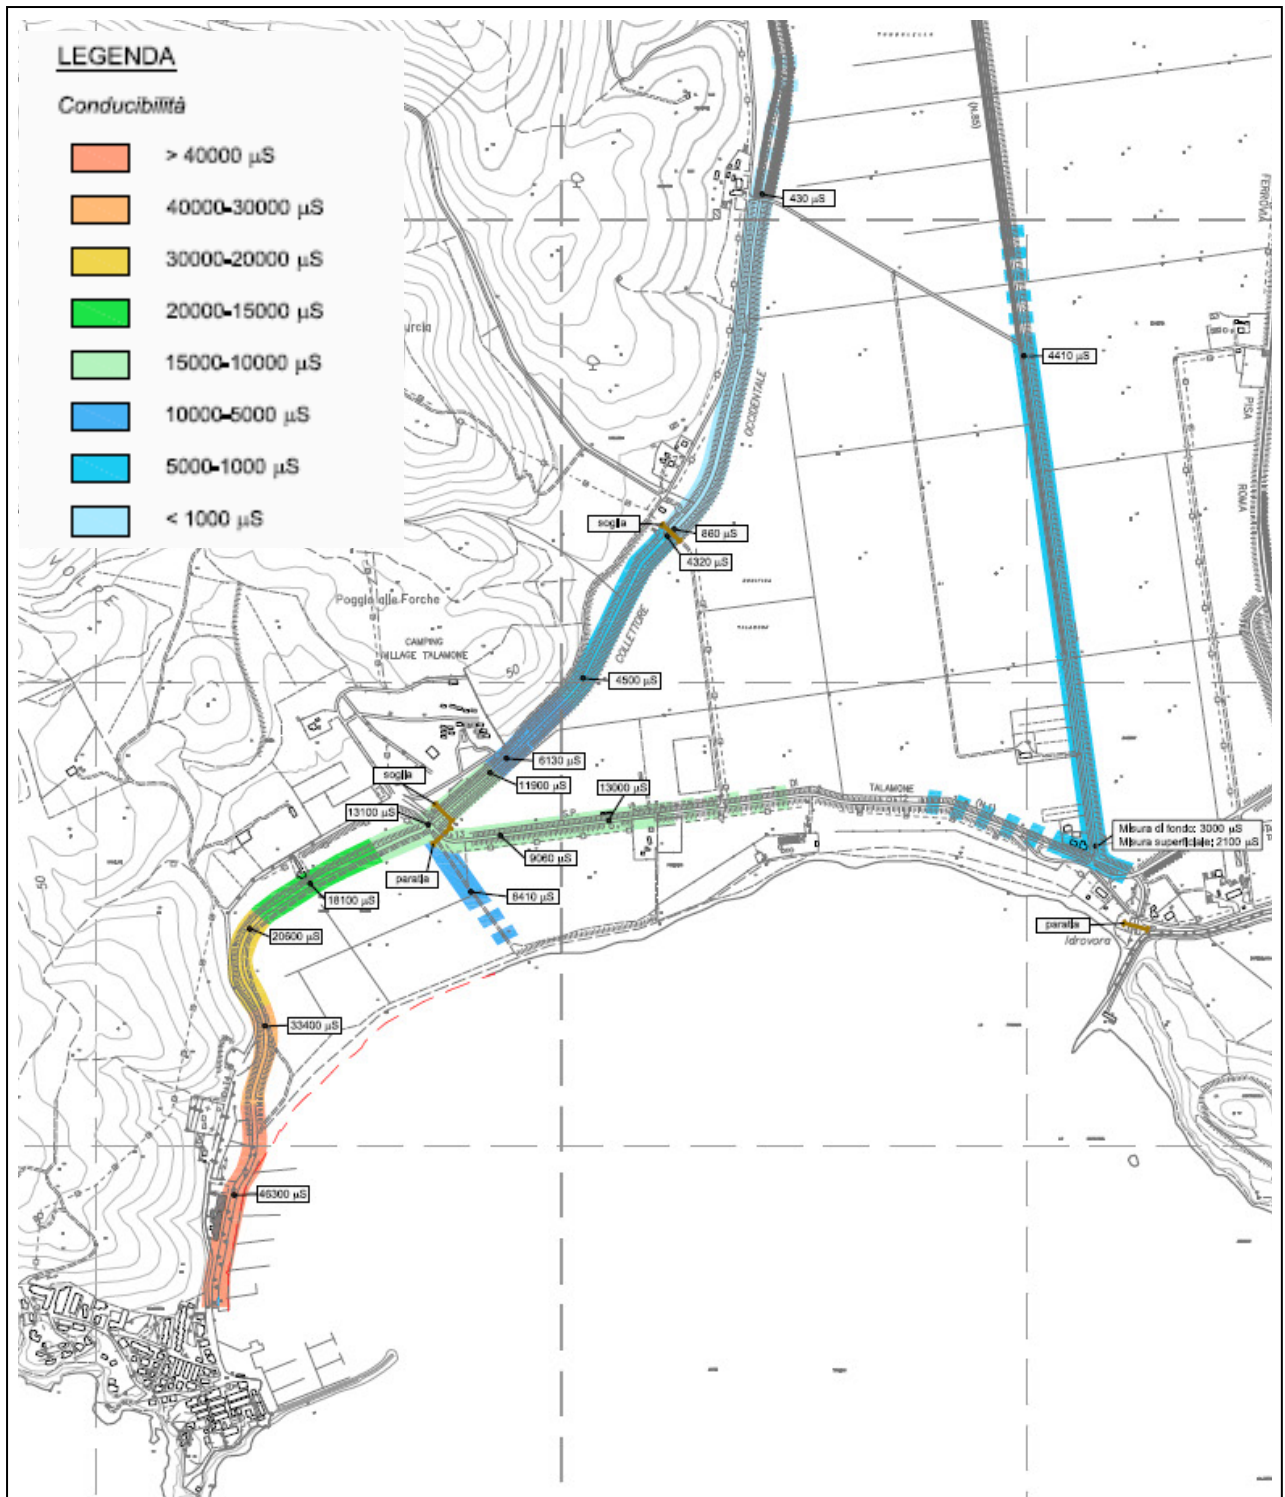 LEGENDA
Conducibilità
> 40000 µS
40000-30000 µS
30000-20000 µS
20000-15000 µS
15000-10000 µS
10000-5000 µS
5000-1000 µS
< 1000 µS
(N.85)
FERROVIA
430 µS
4410 µS
PISA
OCCIDENTALE
ROMA
soglia
860 µS
4320 µS
Poggio alle Forche
COLLETTORE
CAMPING
VILLAGE TALAMONE
50
4500 µS
6130 µS
soglia
11900 µS
13000 µS
DI
TALAMONE
13100 µS
Misura di fondo: 3000 µS
Misura superficiale: 2100 µS
9060 µS
paratia
50
8410 µS
18100 µS
20600 µS
paratia
Idrovora
33400 µS
46300 µS